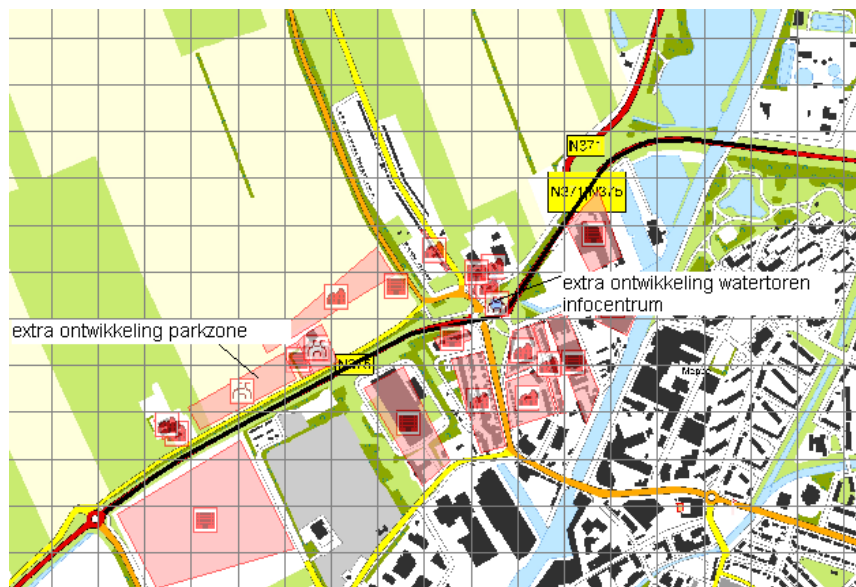 N371
N371 N375
extra ontwikkeling watertoren
infocentrum
extra ontwikkeling parkzone
N375